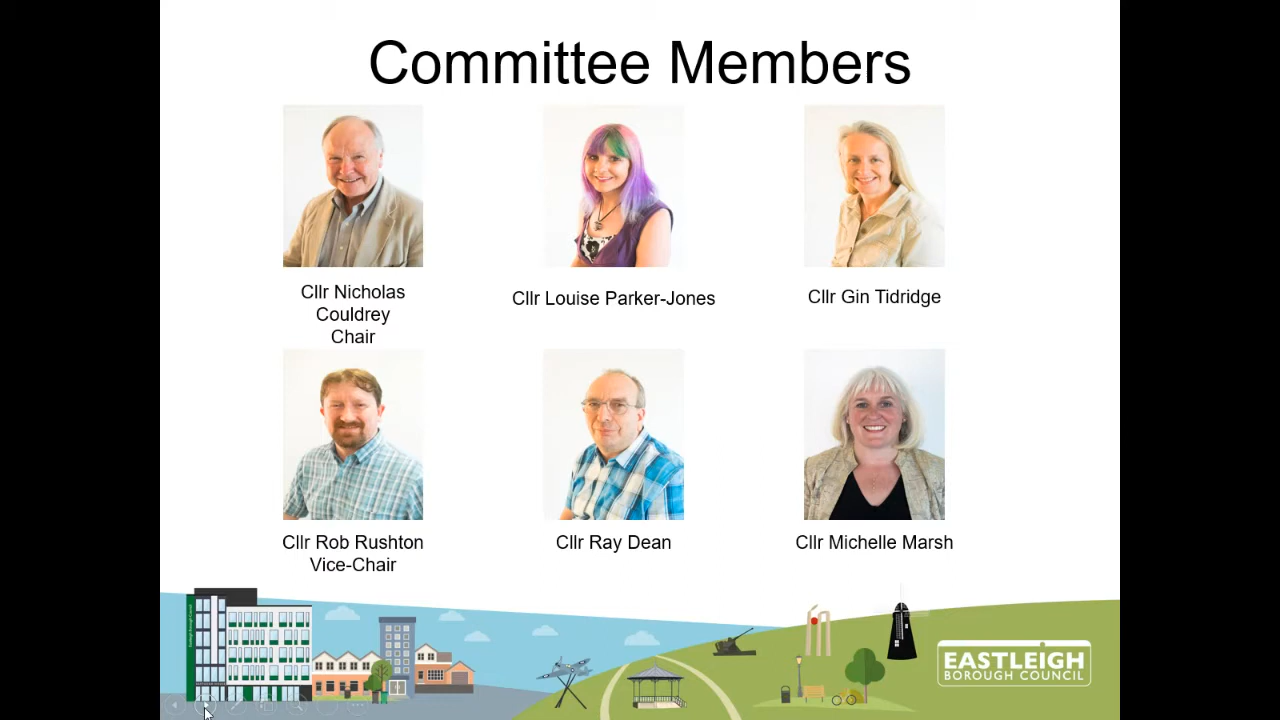 Committee Members
Cllr Nicholas
Couldrey
Chair
Cllr Louise Parker-Jones
Cllr Gin Tidridge
Cllr Rob Rushton
Vice-Chair
Cllr Ray Dean
Cllr Michelle Marsh
EASTLEIGH
BOROUGH COUNCIL